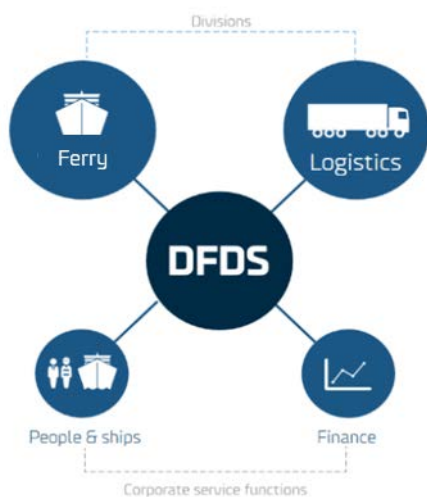 Divisions
Ferry
Logistics
DFDS
People & ships
Finance
Corporate service functions